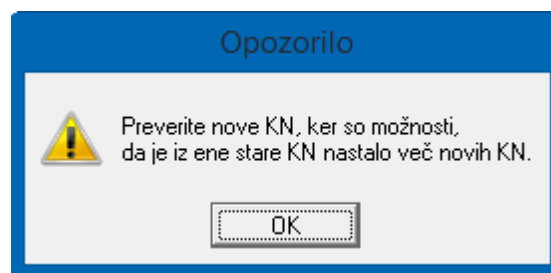 Opozorilo
Preverite nove KN, ker so možnosti,
da je iz ene stare KN nastalo več novih KN.
OK